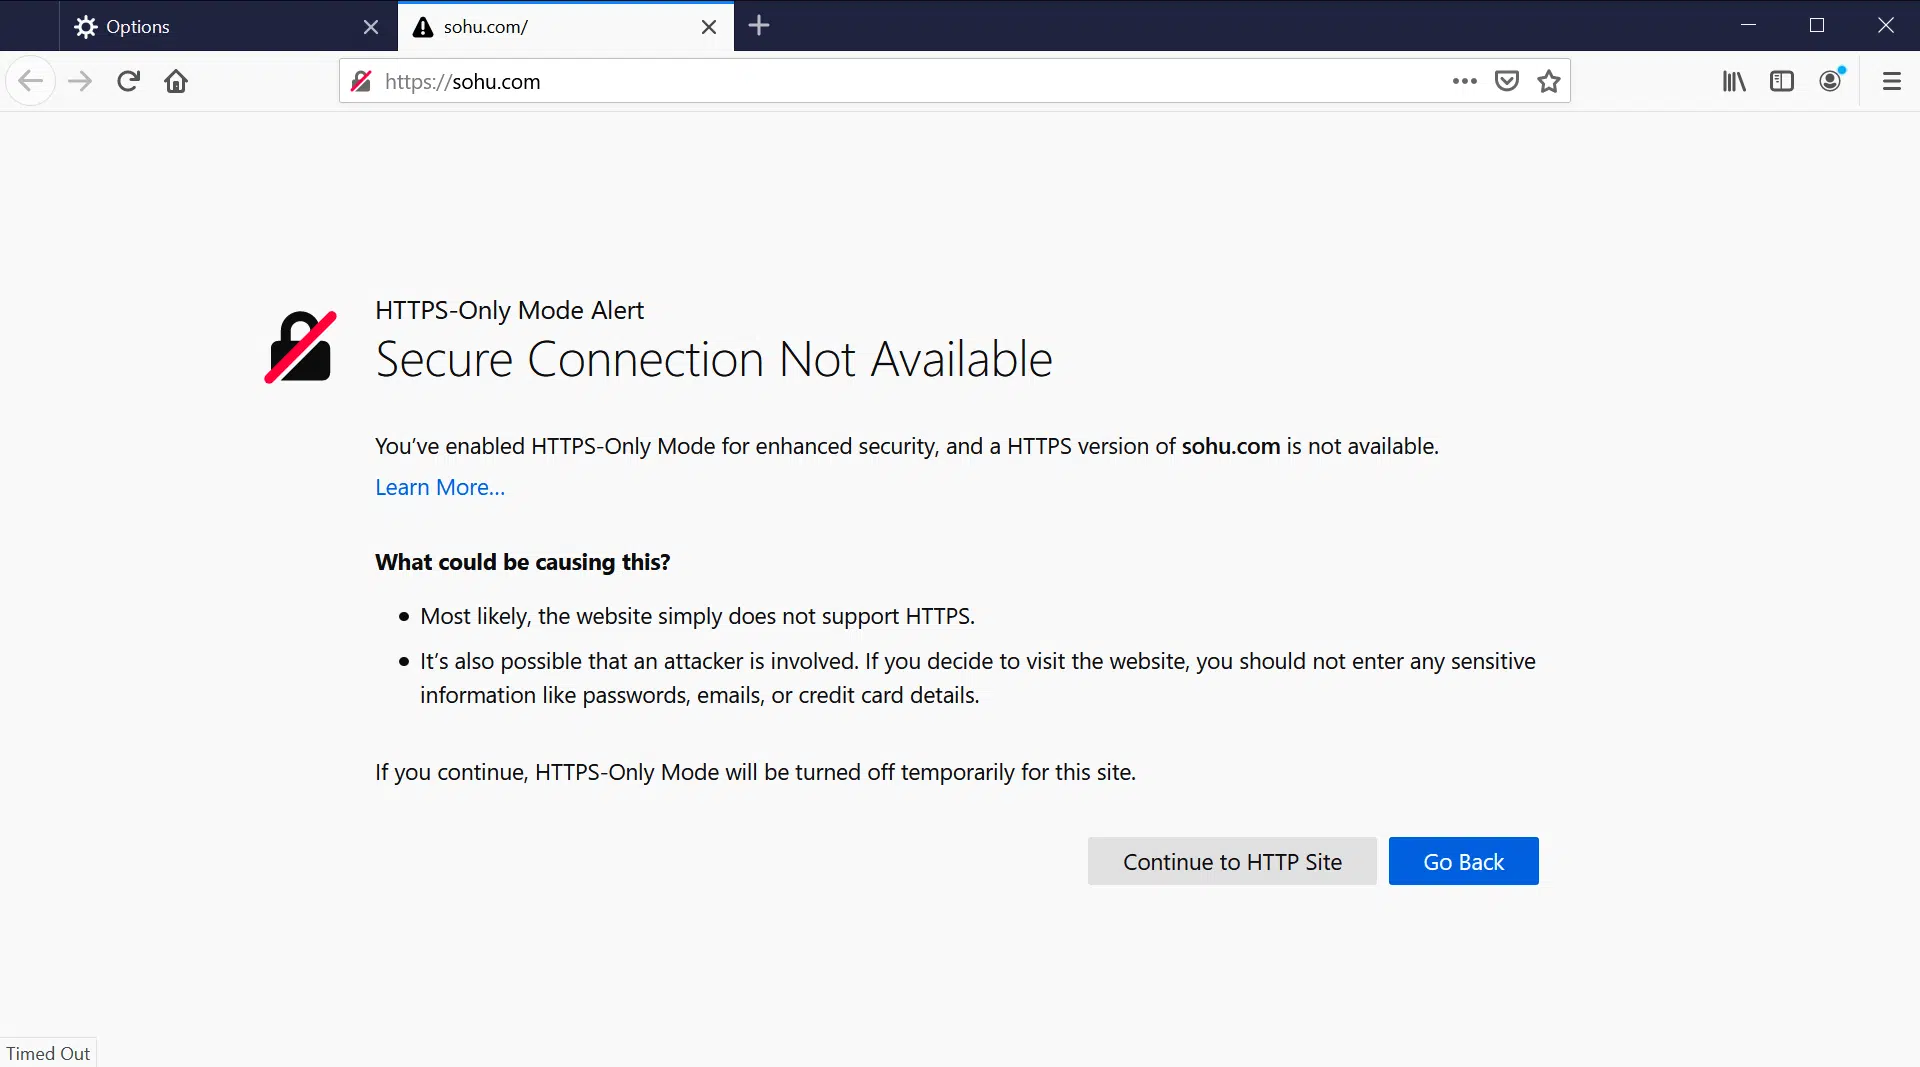 Options
sohu.com/
https://sohu.com
HTTPS-Only Mode Alert
Secure Connection Not Available
You’ve enabled HTTPS-Only Mode for enhanced security, and a HTTPS version of sohu.com is not available.
Learn More…
What could be causing this?
Most likely, the website simply does not support HTTPS.
It’s also possible that an attacker is involved. If you decide to visit the website, you should not enter any sensitive
information like passwords, emails, or credit card details.
If you continue, HTTPS-Only Mode will be turned off temporarily for this site.
Continue to HTTP Site
Go Back
Timed Out